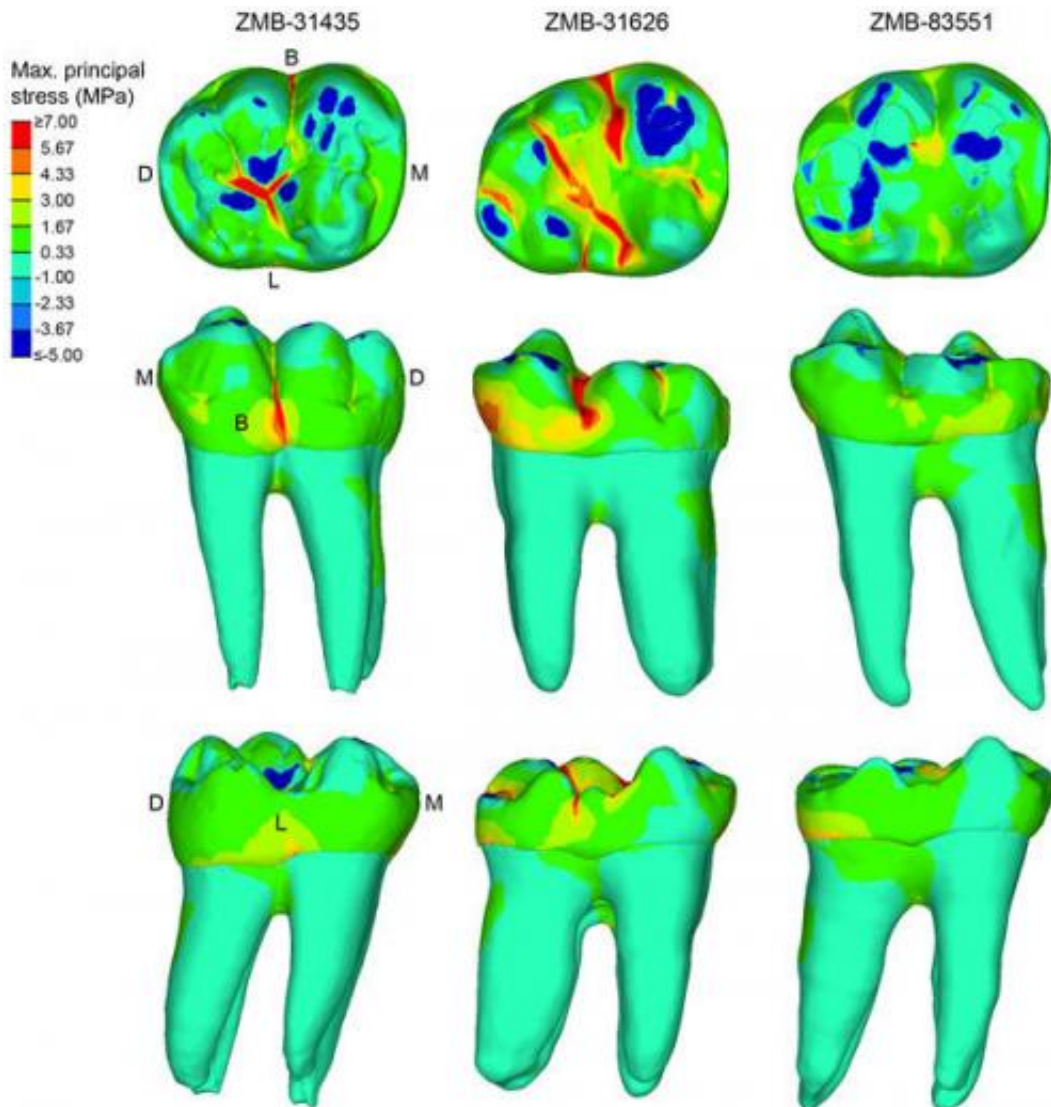 ZMB-31435 ZMB-31626 ZMB-83551
Max. principal
stress (MPa)
≥7.00
5.67
4.33
3.00
1.67
0.33
-1.00
-2.33
-3.67
≤-5.00
B
D M
L
M D
B
D M
L